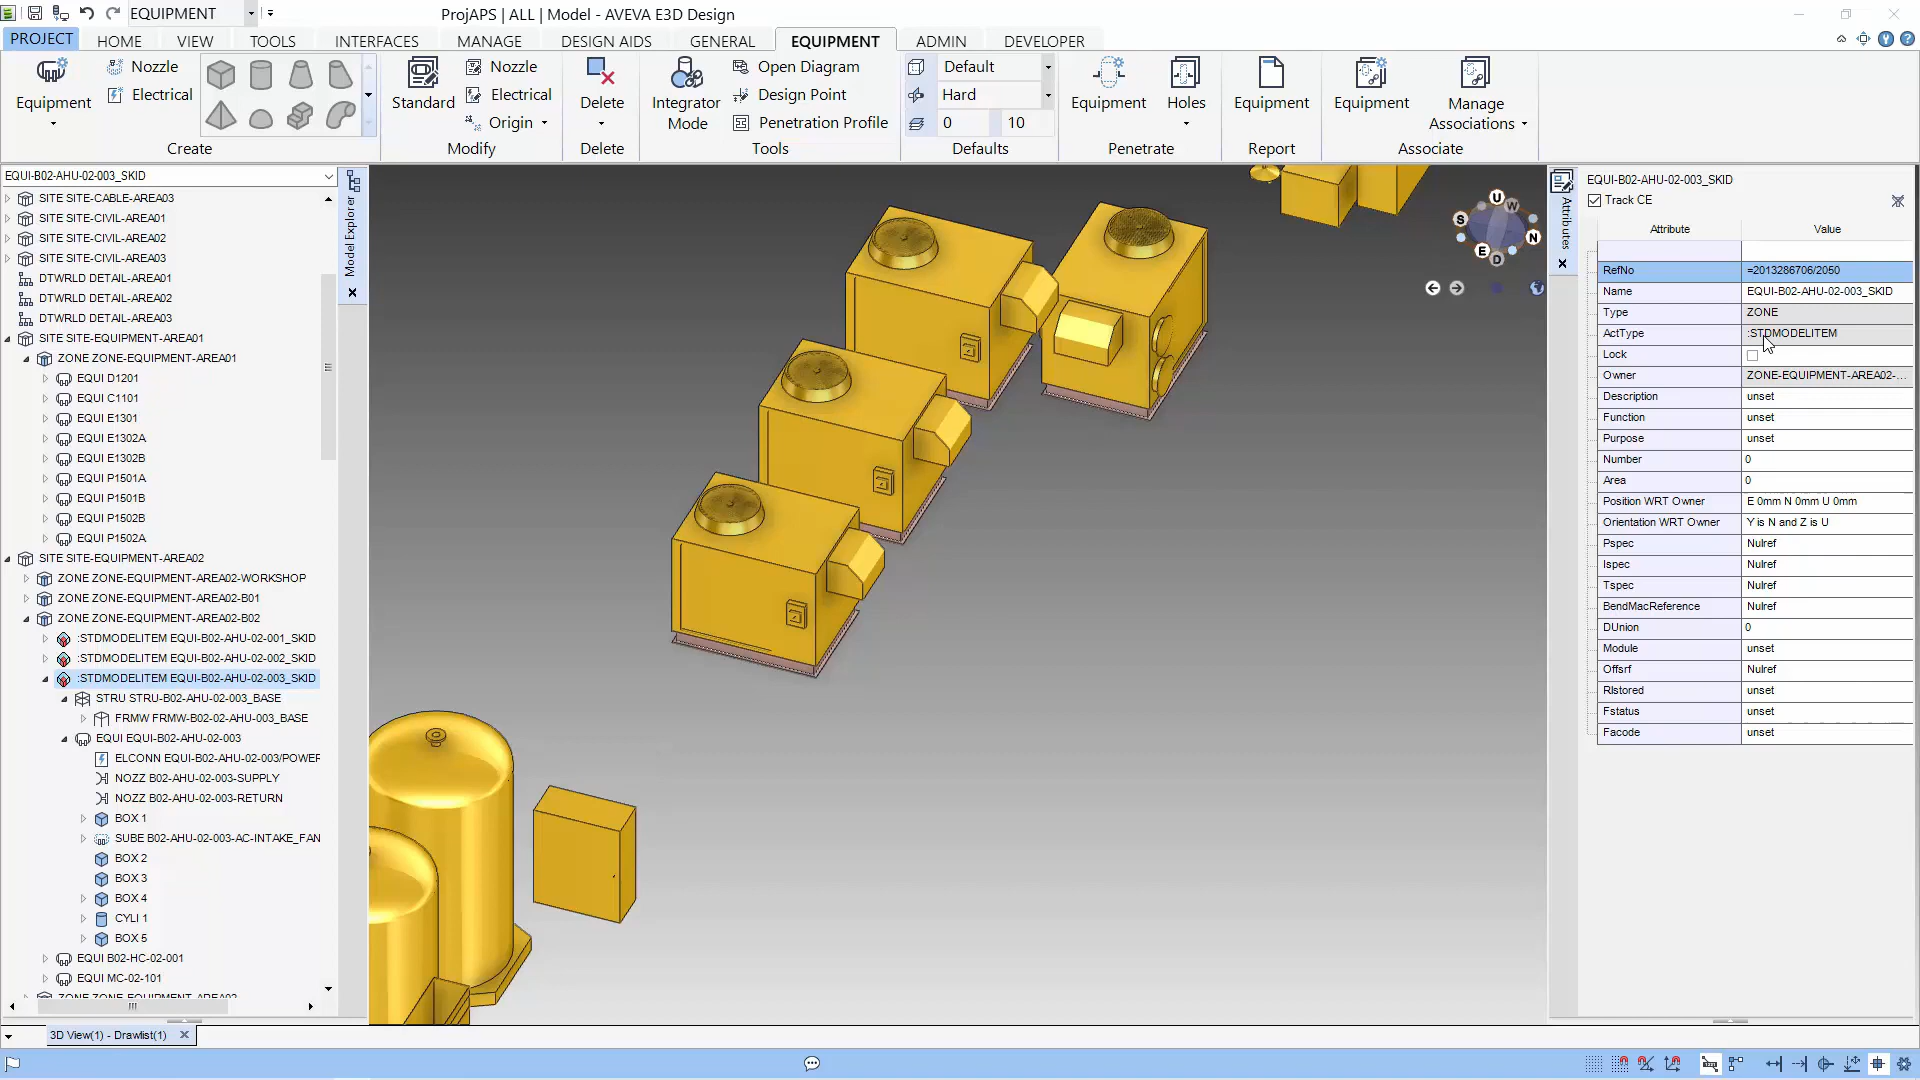 EQUIPMENT
ProjAPS | ALL | Model - AVEVA E3D Design
PROJECT
HOME
VIEW
TOOLS
INTERFACES
MANAGE
DESIGN AIDS
GENERAL
EQUIPMENT
ADMIN
DEVELOPER
Equipment
Nozzle
Electrical
Create
Standard
Nozzle
Electrical
Origin
Modify
Delete
Delete
Integrator
Mode
Open Diagram
Design Point
Penetration Profile
Tools
Default
Hard
0
10
Defaults
Equipment
Holes
Penetrate
Equipment
Report
Equipment
Manage
Associations
Associate
EQUI-B02-AHU-02-003_SKID
SITE SITE-CABLE-AREA03
SITE SITE-CIVIL-AREA01
SITE SITE-CIVIL-AREA02
SITE SITE-CIVIL-AREA03
DTWRLD DETAIL-AREA01
DTWRLD DETAIL-AREA02
DTWRLD DETAIL-AREA03
SITE SITE-EQUIPMENT-AREA01
ZONE ZONE-EQUIPMENT-AREA01
EQUI D1201
EQUI C1101
EQUI E1301
EQUI E1302A
EQUI E1302B
EQUI P1501A
EQUI P1501B
EQUI P1502B
EQUI P1502A
SITE SITE-EQUIPMENT-AREA02
ZONE ZONE-EQUIPMENT-AREA02-WORKSHOP
ZONE ZONE-EQUIPMENT-AREA02-B01
ZONE ZONE-EQUIPMENT-AREA02-B02
:STDMODELITEM EQUI-B02-AHU-02-001_SKID
:STDMODELITEM EQUI-B02-AHU-02-002_SKID
:STDMODELITEM EQUI-B02-AHU-02-003_SKID
STRU STRU-B02-AHU-02-003_BASE
FRMW FRMW-B02-02-AHU-003_BASE
EQUI EQUI-B02-AHU-02-003
ELCONN EQUI-B02-AHU-02-003/POWER
NOZZ B02-AHU-02-003-SUPPLY
NOZZ B02-AHU-02-003-RETURN
BOX 1
SUBE B02-AHU-02-003-AC-INTAKE_FAN
BOX 2
BOX 3
BOX 4
CYLI 1
BOX 5
EQUI B02-HC-02-001
EQUI MC-02-101
Model Explorer
U
W
S
N
E
D
Attributes
EQUI-B02-AHU-02-003_SKID
Track CE
Attribute
Value
RefNo
=2013286706/2050
Name
EQUI-B02-AHU-02-003_SKID
Type
ZONE
ActType
:STDMODELITEM
Lock
Owner
ZONE-EQUIPMENT-AREA02-...
Description
unset
Function
unset
Purpose
unset
Number
0
Area
0
Position WRT Owner
E 0mm N 0mm U 0mm
Orientation WRT Owner
Y is N and Z is U
Pspec
Nulref
Ispec
Nulref
Tspec
Nulref
BendMacReference
Nulref
DUnion
0
Module
unset
Offsrf
Nulref
Rlstored
unset
Fstatus
unset
Facode
unset
3D View(1) - Drawlist(1)